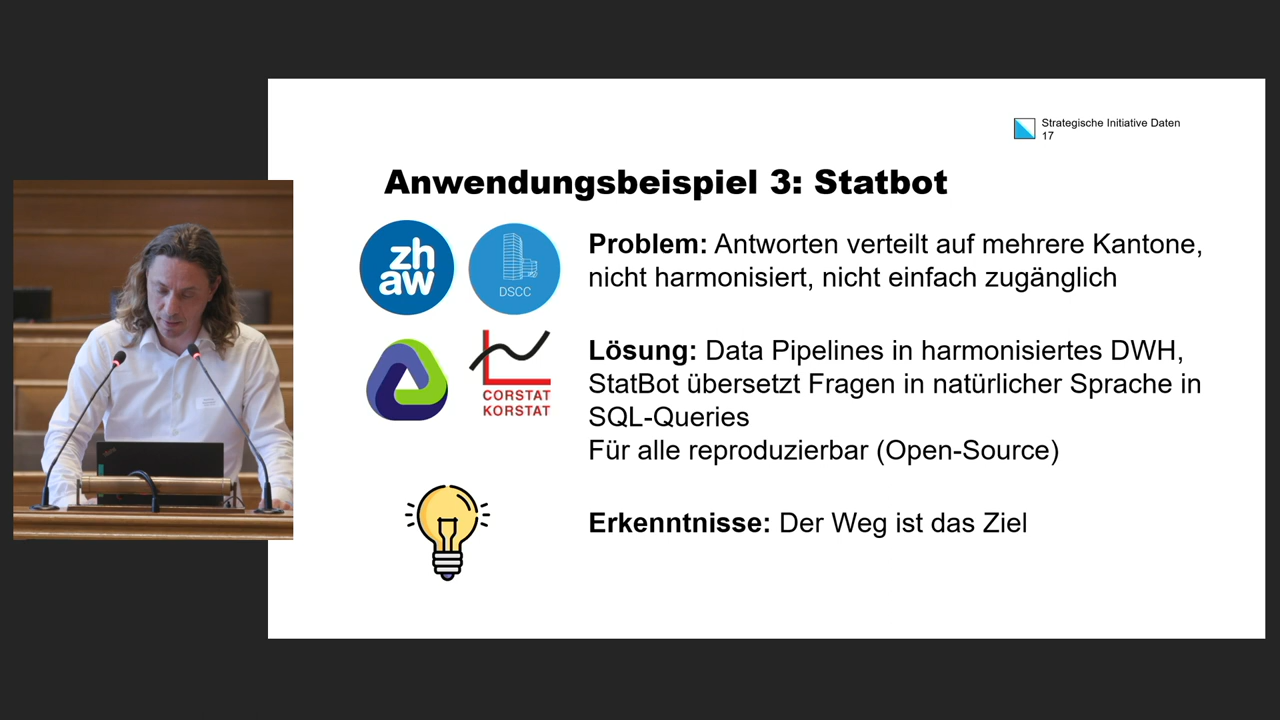 Strategische Initiative Daten
17
Anwendungsbeispiel 3: Statbot
zh
aw
DSCC
CORSTAT
KORSTAT
Problem: Antworten verteilt auf mehrere Kantone,
nicht harmonisiert, nicht einfach zugänglich
Lösung: Data Pipelines in harmonisiertes DWH,
StatBot übersetzt Fragen in natürlicher Sprache in
SQL-Queries
Für alle reproduzierbar (Open-Source)
Erkenntnisse: Der Weg ist das Ziel